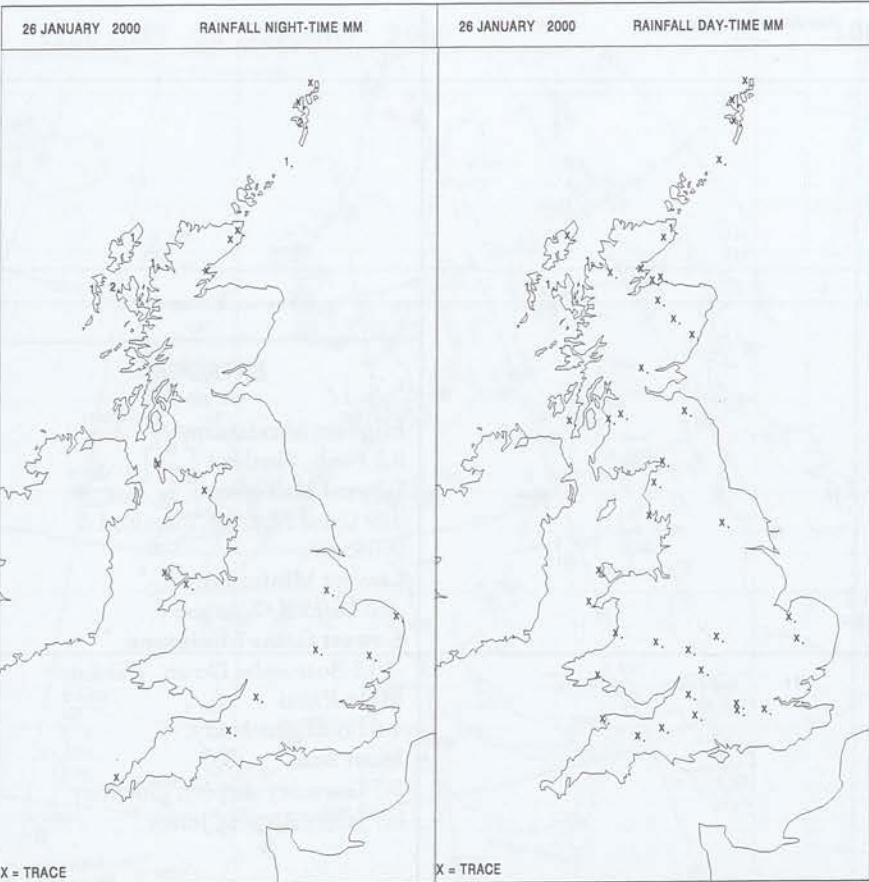 26 JANUARY 2000 RAINFALL NIGHT-TIME MM
26 JANUARY 2000 RAINFALL DAY-TIME MM
X = TRACE
X = TRACE